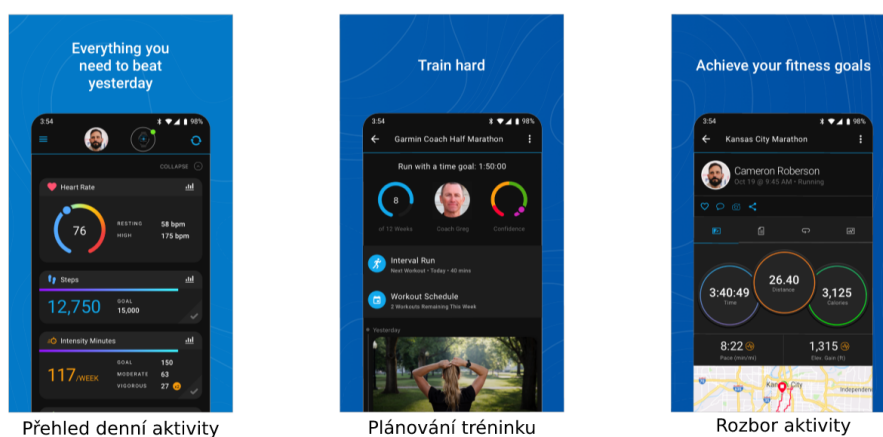 Everything you
need to beat
yesterday
3:54
98%
COLLAPSE
Heart Rate
76
RESTING 58 bpm
HIGH 175 bpm
Steps
12,750
GOAL
15,000
Intensity Minutes
117/WEEK
GOAL 150
MODERATE 63
VIGOROUS 27
Přehled denní aktivity
Train hard
3:54
98%
Garmin Coach Half Marathon
Run with a time goal: 1:50:00
8
of 12 Weeks
Coach Greg
Confidence
Interval Run
Next Workout • Today • 40 mins
Workout Schedule
2 Workouts Remaining This Week
Yesterday
Plánování tréninku
Achieve your fitness goals
3:54
98%
Kansas City Marathon
Cameron Roberson
Oct 19 @ 9:45 AM • Running
3:40:49
Time
26.40
Distance
3,125
Calories
8:22
Pace (mm/mi)
1,315
Elev. Gain (ft)
Kansas City
Independen
Rozbor aktivity